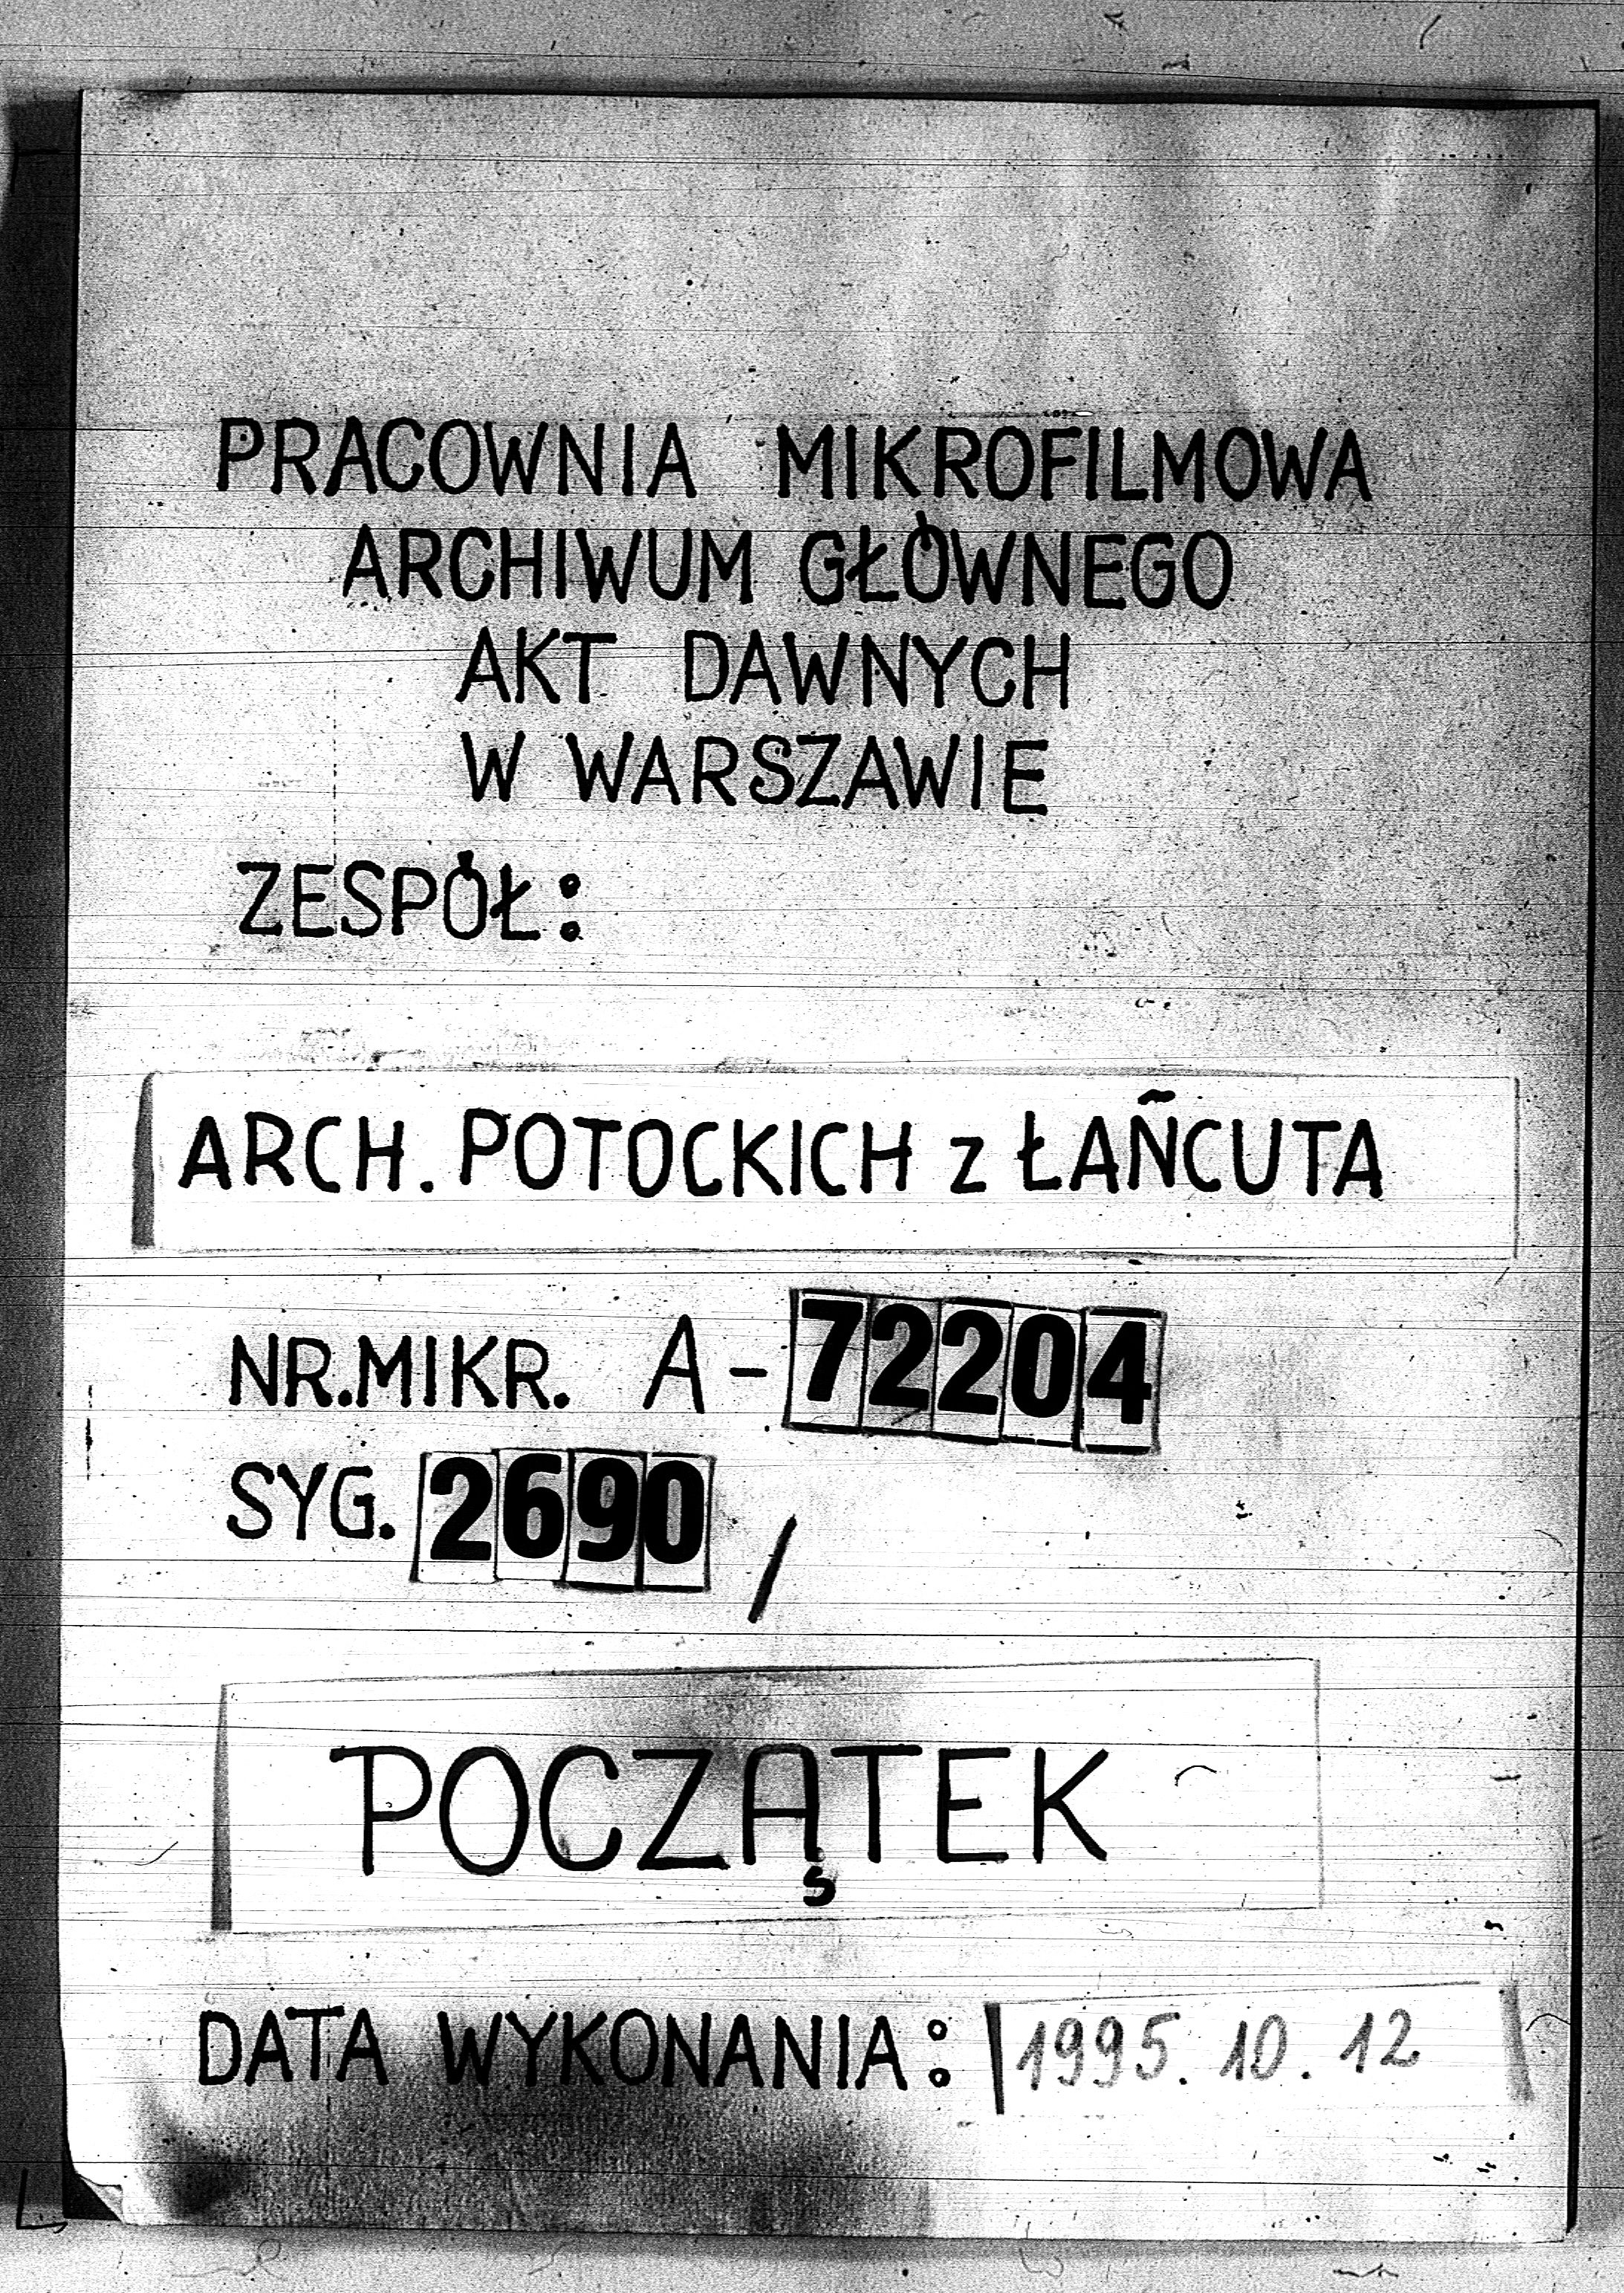 PRACOWNIA MIKROFILMOWA
ARCHIWUM GŁÓWNEGO
AKT DAWNYCH
W WARSZAWIE
ZESPÓŁ:
ARCH. POTOCKICH z ŁAŃCUTA
NR.MIKR. A-72204
SYG. 2690 /
POCZĄTEK
DATA WYKONANIA: 1995.10.12